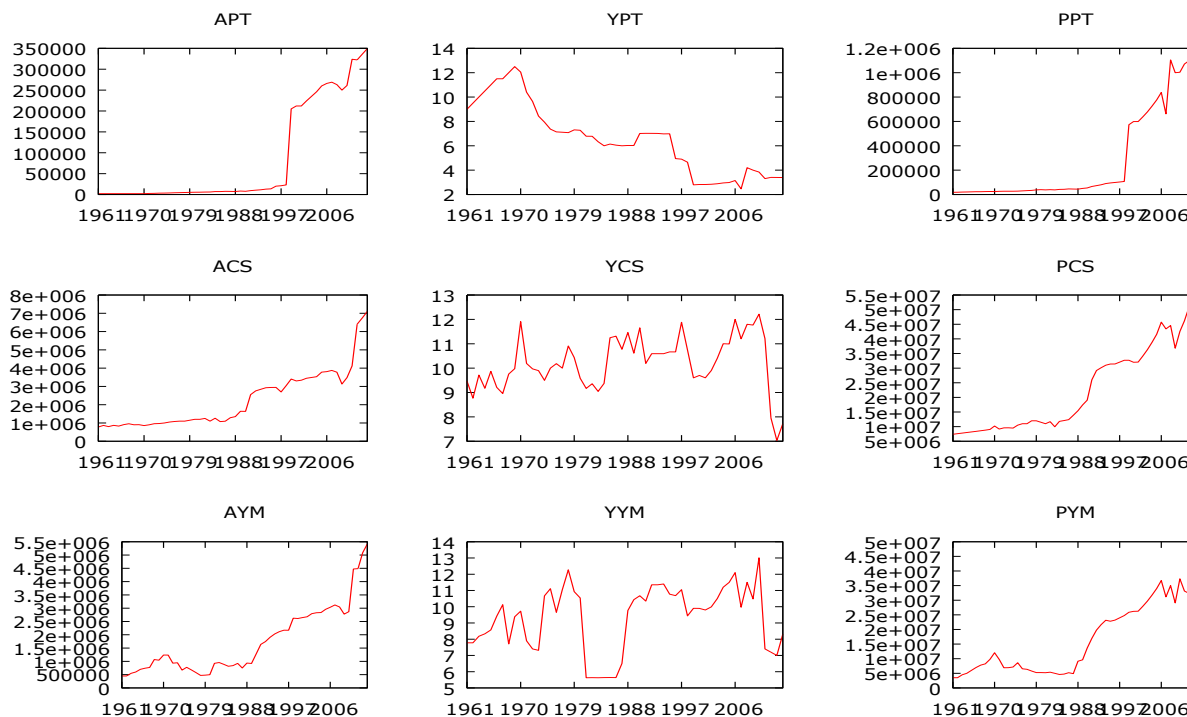 APT
350000
300000
250000
200000
150000
100000
50000
0
1961 1970 1979 1988 1997 2006
YPT
14
12
10
8
6
4
2
1961 1970 1979 1988 1997 2006
PPT
1.2e+006
1e+006
800000
600000
400000
200000
0
1961 1970 1979 1988 1997 2006
ACS
8e+006
7e+006
6e+006
5e+006
4e+006
3e+006
2e+006
1e+006
0
1961 1970 1979 1988 1997 2006
YCS
13
12
11
10
9
8
7
1961 1970 1979 1988 1997 2006
PCS
5.5e+007
5e+007
4.5e+007
4e+007
3.5e+007
3e+007
2.5e+007
2e+007
1.5e+007
1e+007
5e+006
1961 1970 1979 1988 1997 2006
AYM
5.5e+006
5e+006
4.5e+006
4e+006
3.5e+006
3e+006
2.5e+006
2e+006
1.5e+006
1e+006
500000
0
1961 1970 1979 1988 1997 2006
YYM
14
13
12
11
10
9
8
7
6
5
1961 1970 1979 1988 1997 2006
PYM
5e+007
4.5e+007
4e+007
3.5e+007
3e+007
2.5e+007
2e+007
1.5e+007
1e+007
5e+006
0
1961 1970 1979 1988 1997 2006